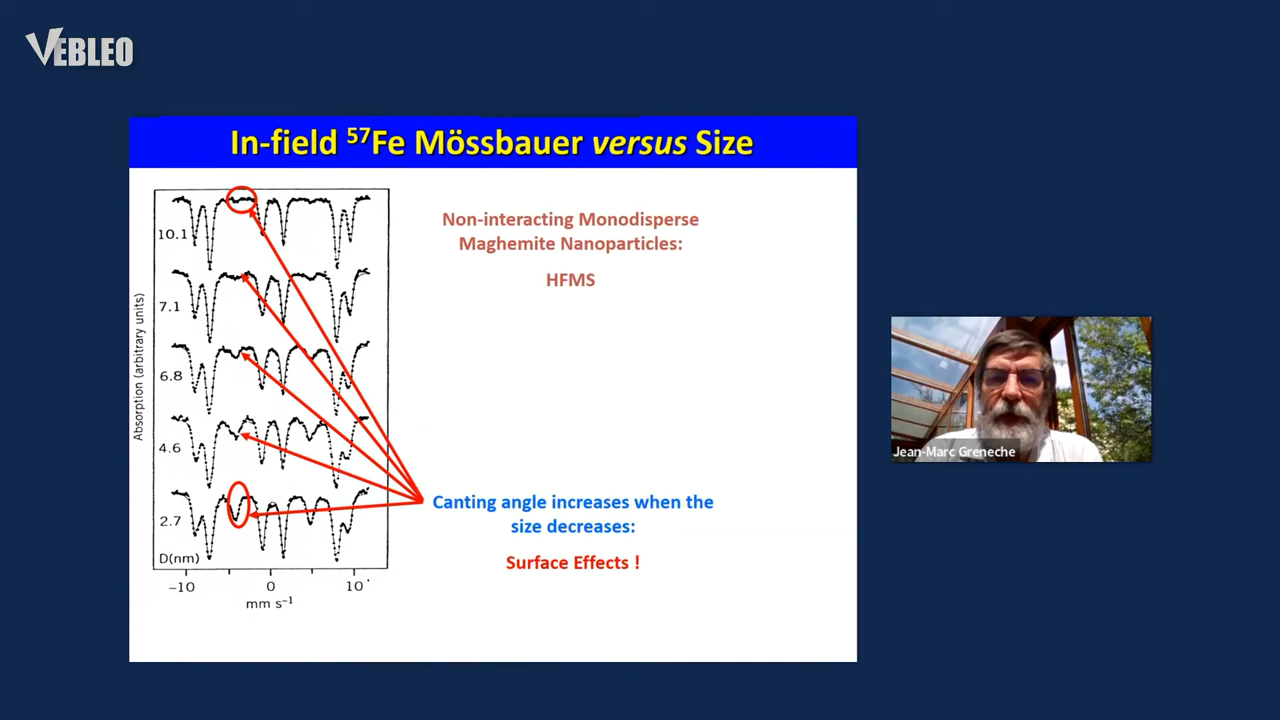 VEBLEO
In-field ⁵⁷Fe Mössbauer versus Size
Absorption (arbitrary units)
10.1
7.1
6.8
4.6
2.7
D(nm)
−10 0 10
mm s⁻¹
Non-interacting Monodisperse
Maghemite Nanoparticles:
HFMS
Canting angle increases when the
size decreases:
Surface Effects !
Jean-Marc Greneche